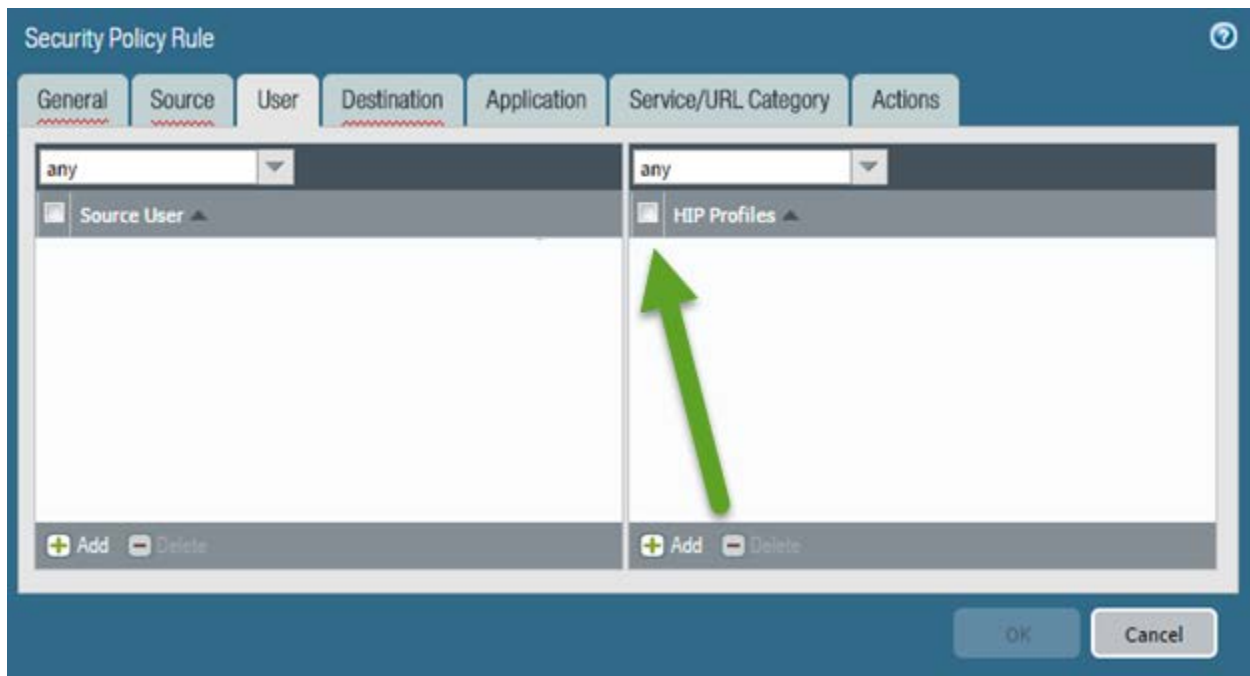 Security Policy Rule
General Source User Destination Application Service/URL Category Actions
any any
Source User HIP Profiles
Add Delete Add Delete
OK Cancel